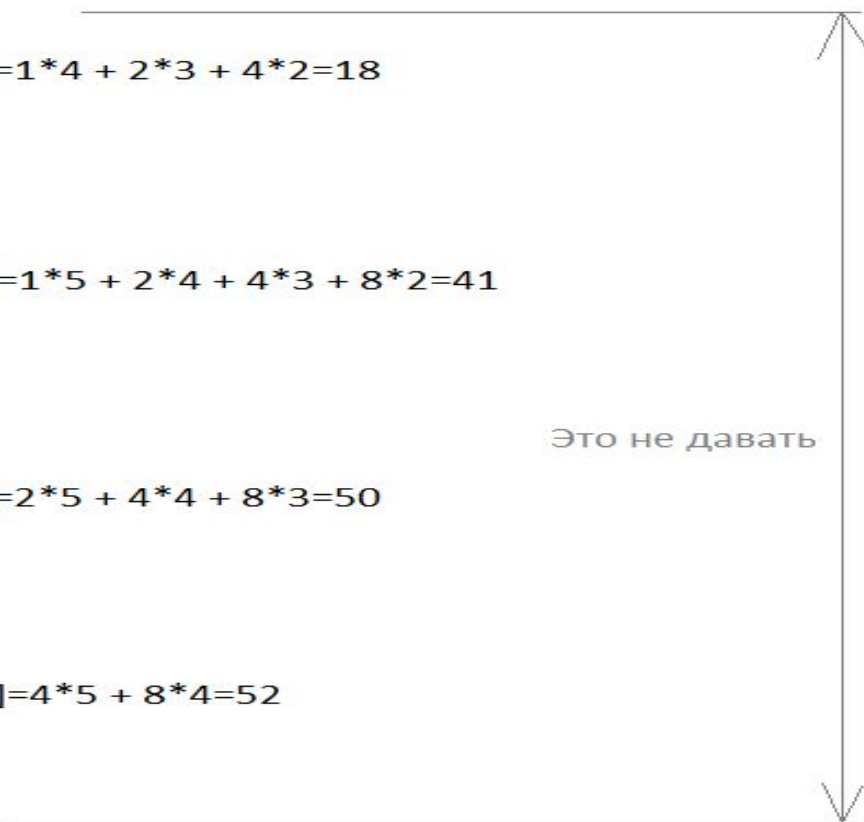 =1*4 + 2*3 + 4*2=18
=1*5 + 2*4 + 4*3 + 8*2=41
Это не давать
=2*5 + 4*4 + 8*3=50
]=4*5 + 8*4=52